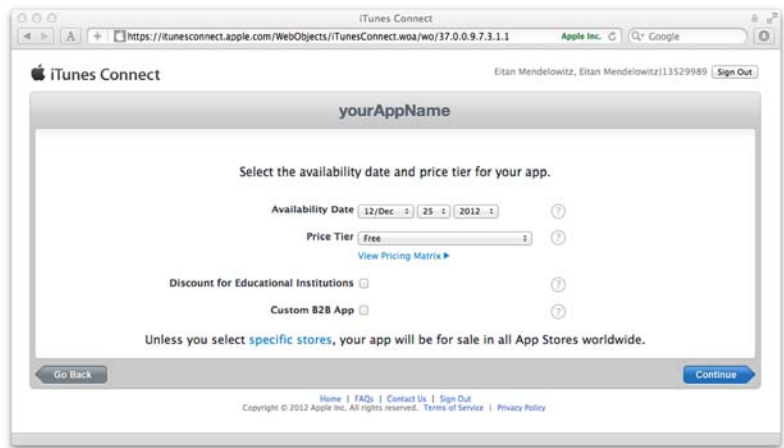 iTunes Connect
A + https://itunesconnect.apple.com/WebObjects/iTunesConnect.woa/wo/37.0.0.9.7.3.1.1 Apple Inc. Google
iTunes Connect
Eitan Mendelowitz, Eitan Mendelowitz|13529989 Sign Out
yourAppName
Select the availability date and price tier for your app.
Availability Date 12/Dec 25 2012 ?
Price Tier Free ?
View Pricing Matrix
Discount for Educational Institutions ?
Custom B2B App ?
Unless you select specific stores, your app will be for sale in all App Stores worldwide.
Go Back Continue
Home | FAQs | Contact Us | Sign Out
Copyright © 2012 Apple Inc. All rights reserved. Terms of Service | Privacy Policy